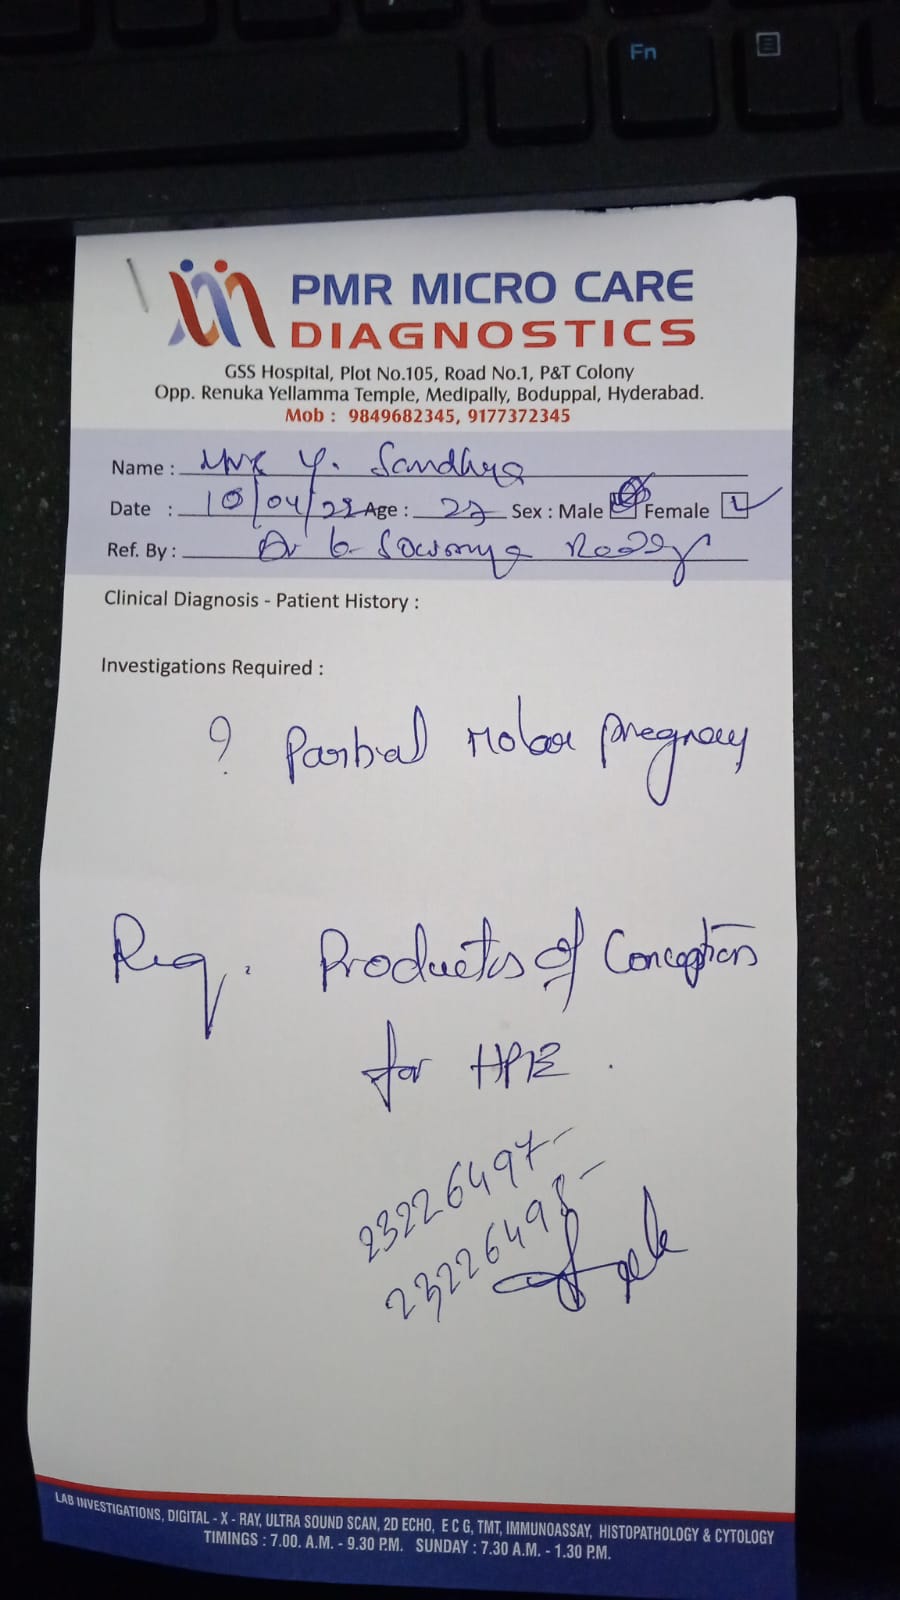 Fn
PMR MICRO CARE
DIAGNOSTICS
GSS Hospital, Plot No.105, Road No.1, P&T Colony
Opp. Renuka Yellamma Temple, Medipally, Boduppal, Hyderabad.
Mob : 9849682345, 9177372345
Name : Mrs Y. Sandhya
Date : 10/04/23 Age : 27 Sex : Male Female
Ref. By : Dr G Sowmya Reddy
Clinical Diagnosis - Patient History :
Investigations Required :
? Partial Molar pregnancy
Req. Products of Conception
for HPE.
23226497-
23226498-
LAB INVESTIGATIONS, DIGITAL - X - RAY, ULTRA SOUND SCAN, 2D ECHO, E C G, TMT, IMMUNOASSAY, HISTOPATHOLOGY & CYTOLOGY
TIMINGS : 7.00. A.M. - 9.30 P.M. SUNDAY : 7.30 A.M. - 1.30 P.M.